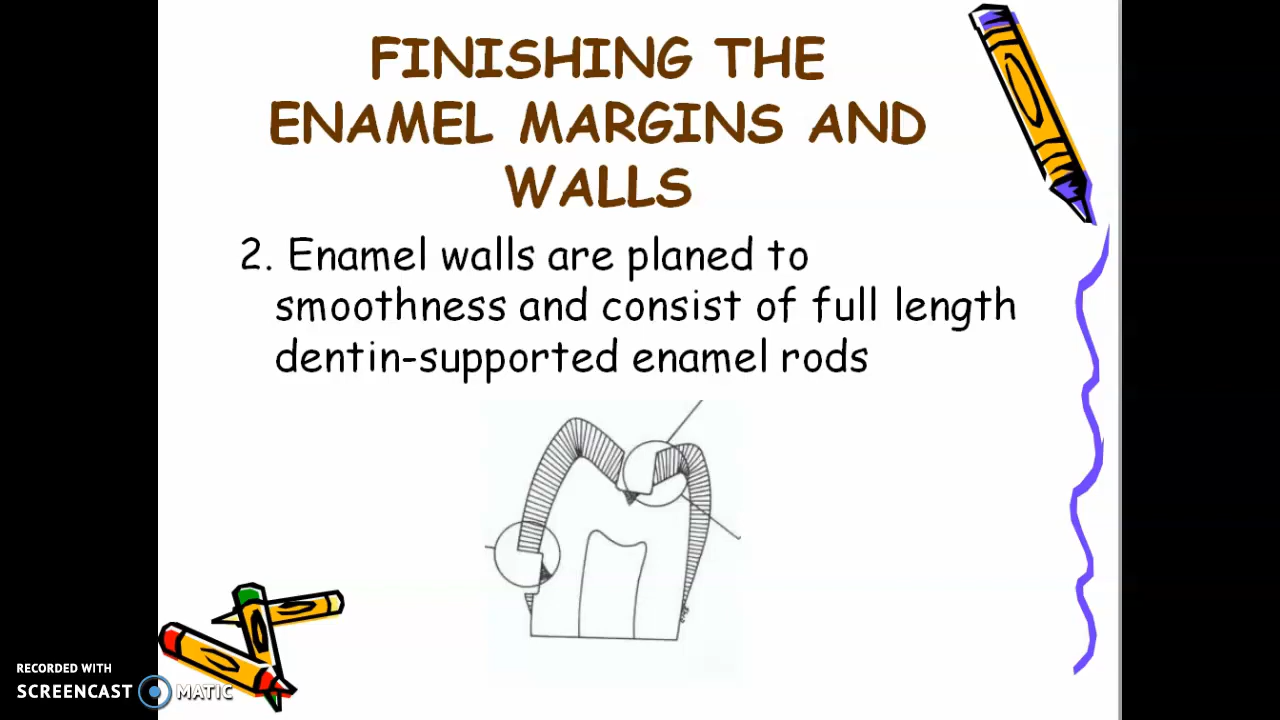 FINISHING THE
ENAMEL MARGINS AND
WALLS
2. Enamel walls are planed to
smoothness and consist of full length
dentin-supported enamel rods
RECORDED WITH
SCREENCAST MATIC